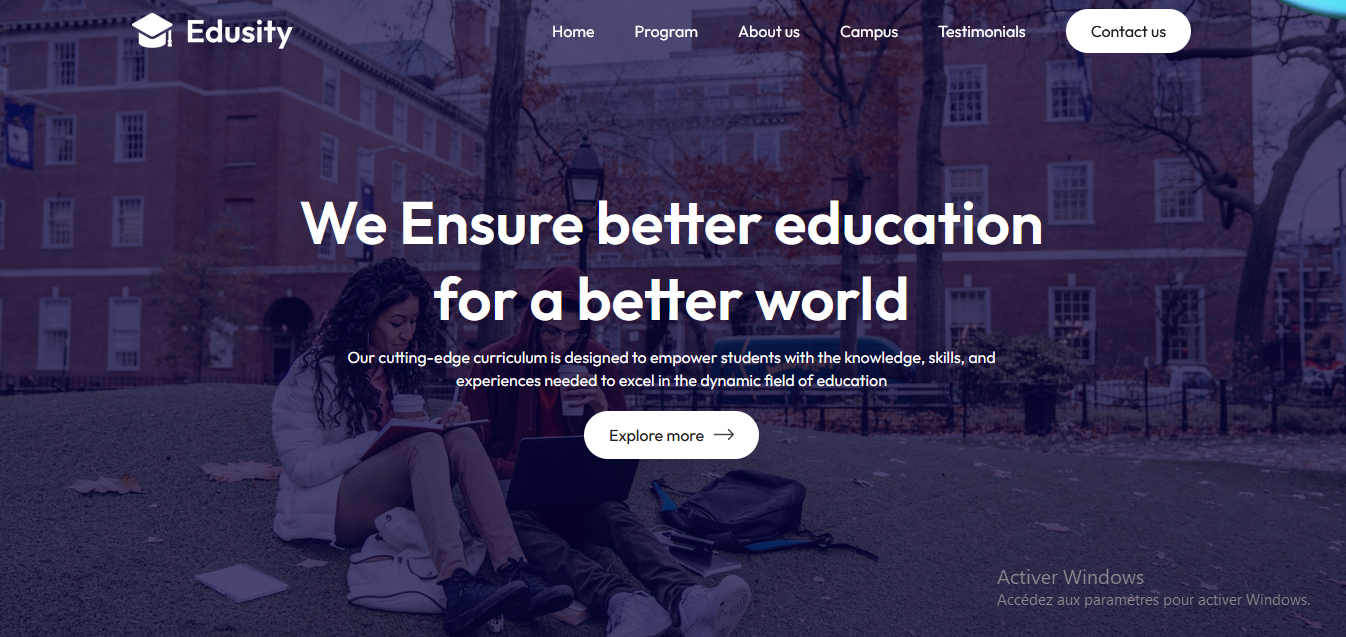 Edusity
Home Program About us Campus Testimonials Contact us
We Ensure better education
for a better world
Our cutting-edge curriculum is designed to empower students with the knowledge, skills, and
experiences needed to excel in the dynamic field of education
Explore more
Activer Windows
Accédez aux paramètres pour activer Windows.